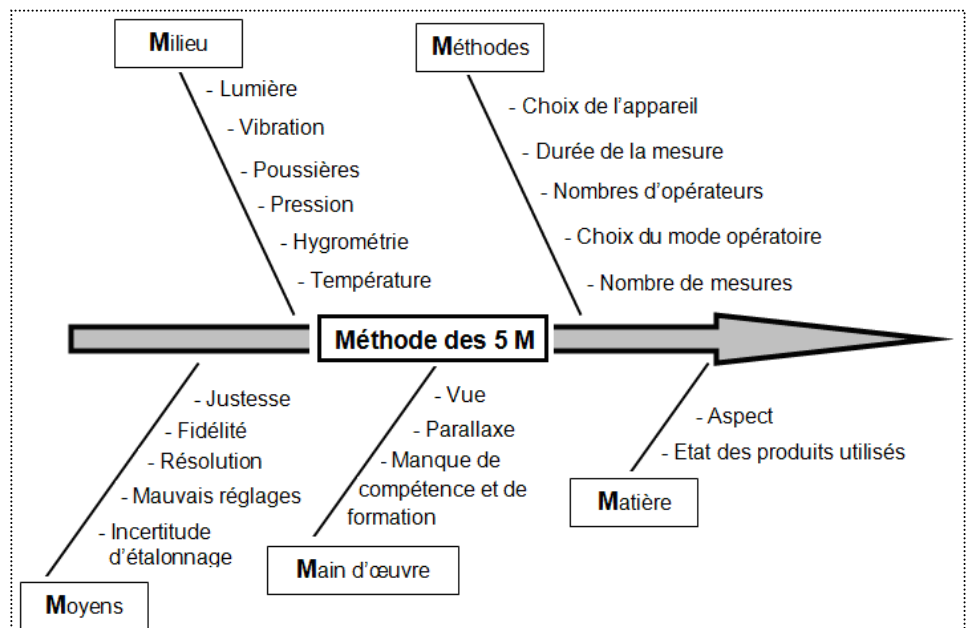 Milieu
- Lumière
- Vibration
- Poussières
- Pression
- Hygrométrie
- Température
Méthodes
- Choix de l'appareil
- Durée de la mesure
- Nombres d'opérateurs
- Choix du mode opératoire
- Nombre de mesures
Méthode des 5 M
- Justesse
- Fidélité
- Résolution
- Mauvais réglages
- Incertitude
d'étalonnage
Moyens
- Vue
- Parallaxe
- Manque de
compétence et de
formation
Main d'œuvre
- Aspect
- Etat des produits utilisés
Matière